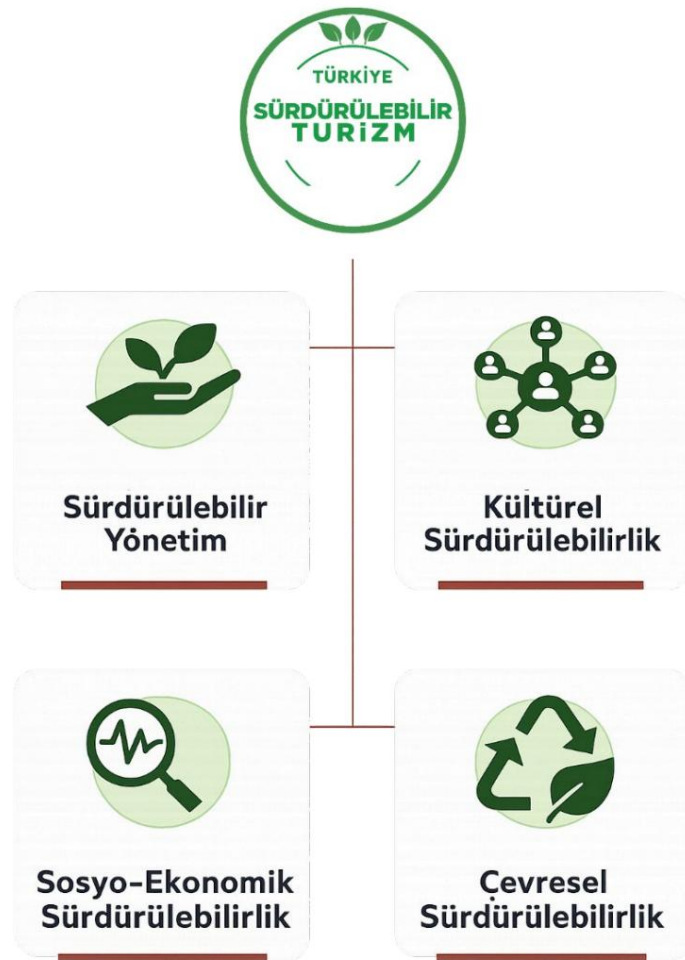 TÜRKİYE
SÜRDÜRÜLEBİLİR
TURİZM
Sürdürülebilir
Yönetim
Kültürel
Sürdürülebilirlik
Sosyo-Ekonomik
Sürdürülebilirlik
Çevresel
Sürdürülebilirlik